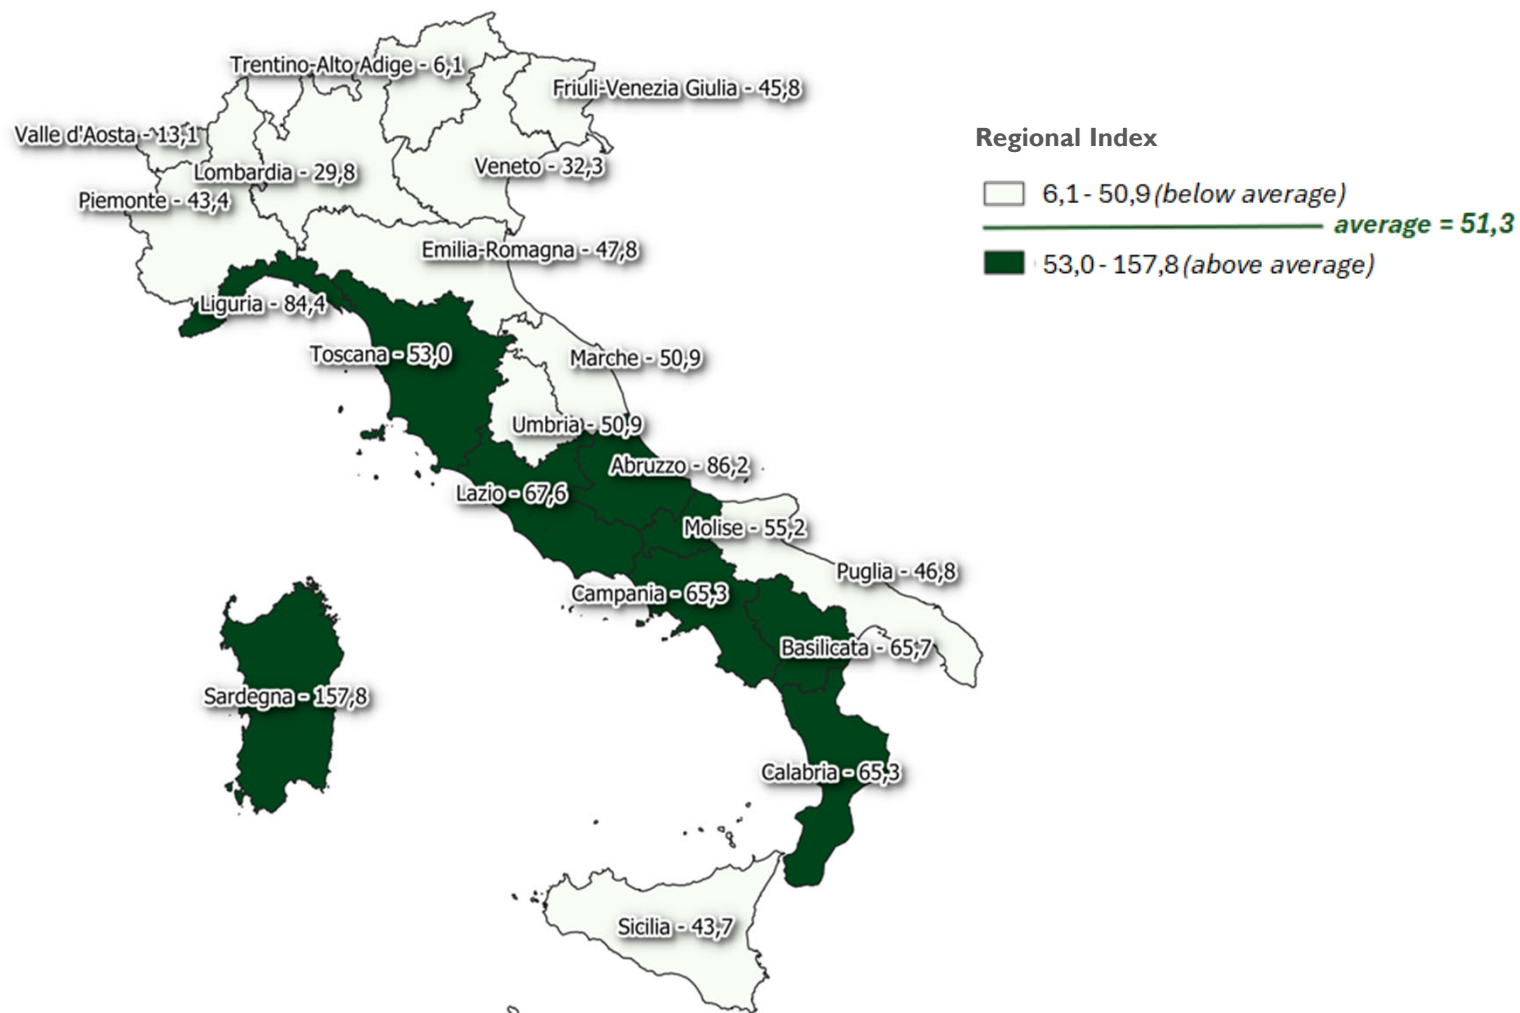 Trentino-Alto Adige - 6,1
Friuli-Venezia Giulia - 45,8
Valle d'Aosta - 13,1
Lombardia - 29,8
Veneto - 32,3
Piemonte - 43,4
Emilia-Romagna - 47,8
Liguria - 84,4
Toscana - 53,0
Marche - 50,9
Umbria - 50,9
Abruzzo - 86,2
Lazio - 67,6
Molise - 55,2
Puglia - 46,8
Campania - 65,3
Basilicata - 65,7
Sardegna - 157,8
Calabria - 65,3
Sicilia - 43,7
Regional Index
6,1 - 50,9 (below average)
average = 51,3
53,0 - 157,8 (above average)